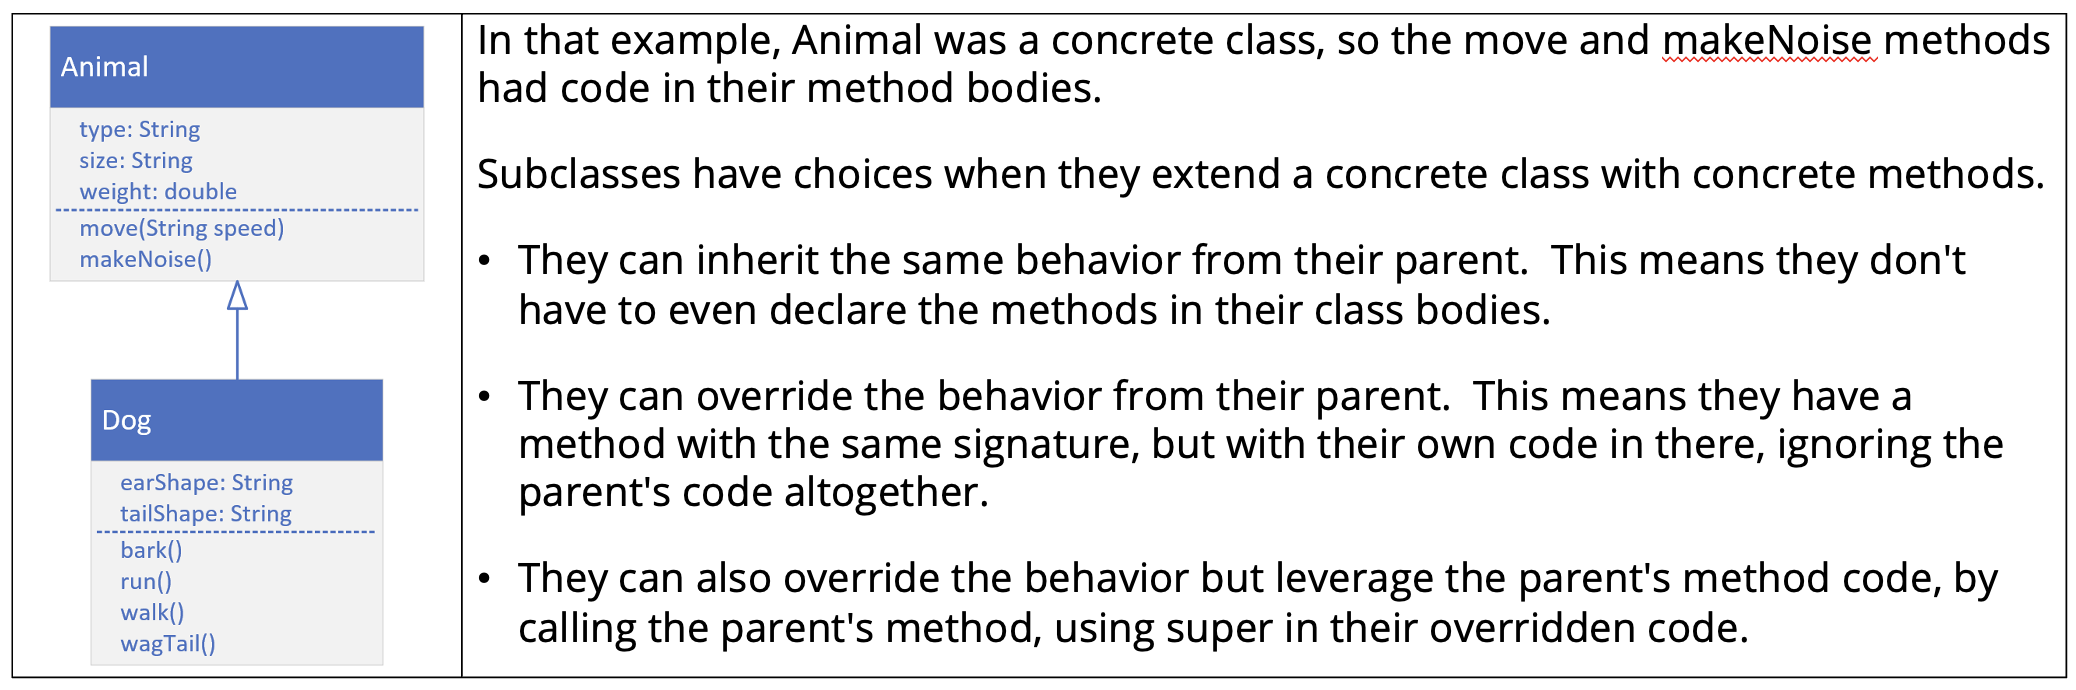 Animal
type: String
size: String
weight: double
move(String speed)
makeNoise()
Dog
earShape: String
tailShape: String
bark()
run()
walk()
wagTail()
In that example, Animal was a concrete class, so the move and makeNoise methods
had code in their method bodies.
Subclasses have choices when they extend a concrete class with concrete methods.
• They can inherit the same behavior from their parent.  This means they don't
have to even declare the methods in their class bodies.
• They can override the behavior from their parent.  This means they have a
method with the same signature, but with their own code in there, ignoring the
parent's code altogether.
• They can also override the behavior but leverage the parent's method code, by
calling the parent's method, using super in their overridden code.